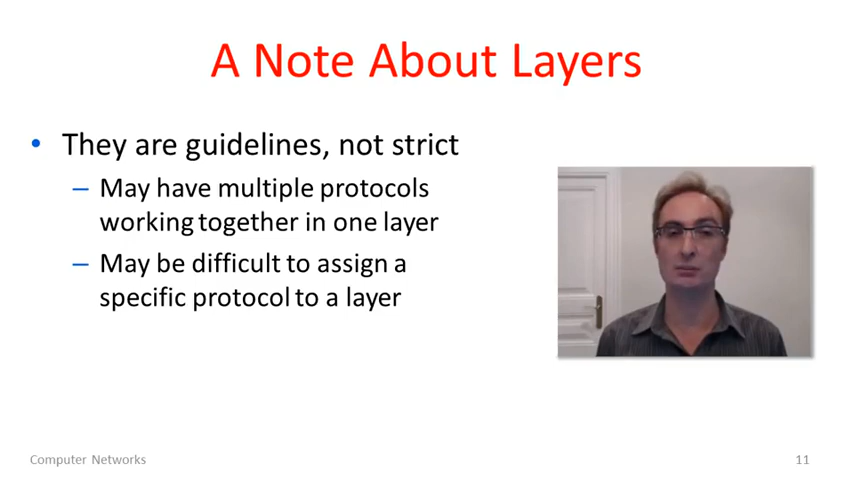 A Note About Layers
• They are guidelines, not strict
– May have multiple protocols
working together in one layer
– May be difficult to assign a
specific protocol to a layer
Computer Networks
11